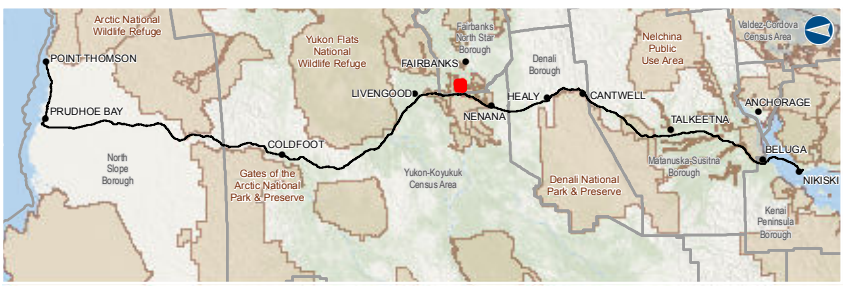 Arctic National
Wildlife Refuge
Yukon Flats
National
Wildlife Refuge
Fairbanks
North Star
Borough
Nelchina
Public
Use Area
Valdez-Cordova
Census Area
POINT THOMSON
FAIRBANKS
Denali
Borough
LIVENGOOD
HEALY
CANTWELL
ANCHORAGE
PRUDHOE BAY
NENANA
TALKEETNA
COLDFOOT
BELUGA
North
Slope
Borough
Gates of the
Arctic National
Park & Preserve
Yukon-Koyukuk
Census Area
Denali National
Park & Preserve
Matanuska-Susitna
Borough
NIKISKI
Kenai
Peninsula
Borough